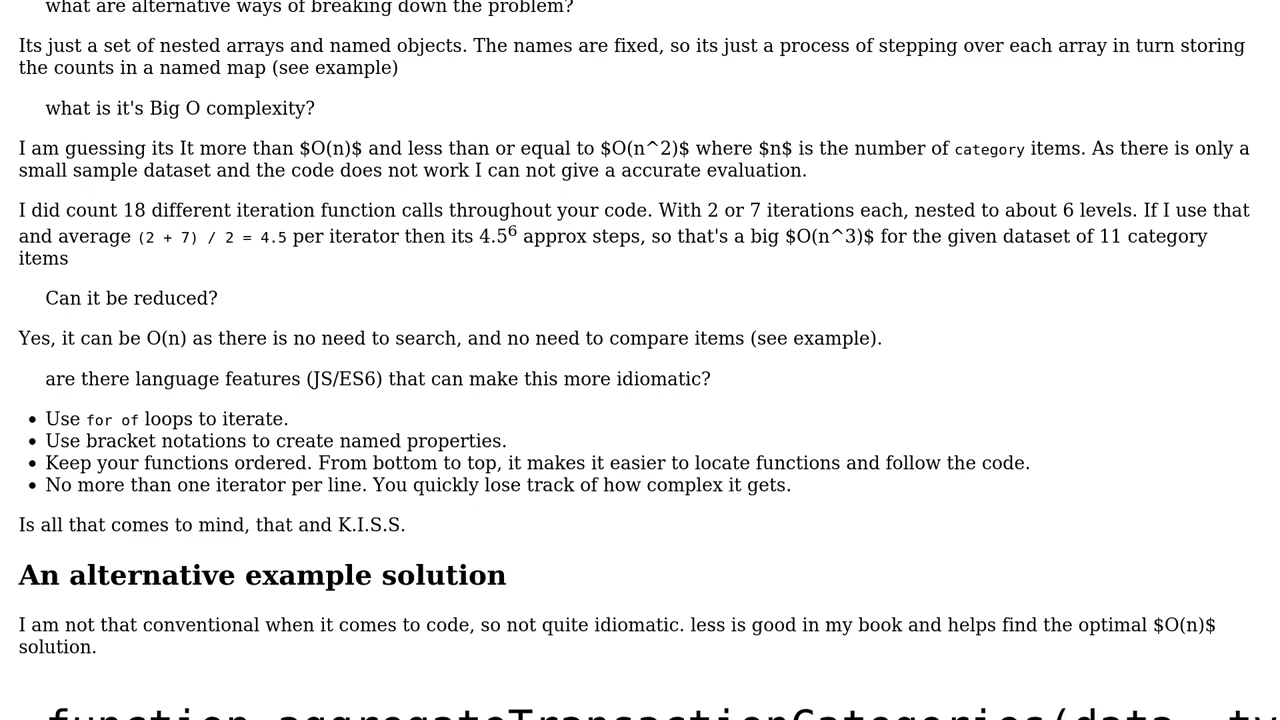 what are alternative ways of breaking down the problem?
Its just a set of nested arrays and named objects. The names are fixed, so its just a process of stepping over each array in turn storing
the counts in a named map (see example)
what is it's Big O complexity?
I am guessing its It more than $O(n)$ and less than or equal to $O(n^2)$ where $n$ is the number of category items. As there is only a
small sample dataset and the code does not work I can not give a accurate evaluation.
I did count 18 different iteration function calls throughout your code. With 2 or 7 iterations each, nested to about 6 levels. If I use that
and average (2 + 7) / 2 = 4.5 per iterator then its 4.5⁶ approx steps, so that's a big $O(n^3)$ for the given dataset of 11 category
items
Can it be reduced?
Yes, it can be O(n) as there is no need to search, and no need to compare items (see example).
are there language features (JS/ES6) that can make this more idiomatic?
• Use for of loops to iterate.
• Use bracket notations to create named properties.
• Keep your functions ordered. From bottom to top, it makes it easier to locate functions and follow the code.
• No more than one iterator per line. You quickly lose track of how complex it gets.
Is all that comes to mind, that and K.I.S.S.
An alternative example solution
I am not that conventional when it comes to code, so not quite idiomatic. less is good in my book and helps find the optimal $O(n)$
solution.
function aggregateTransactionCategories(data, ty